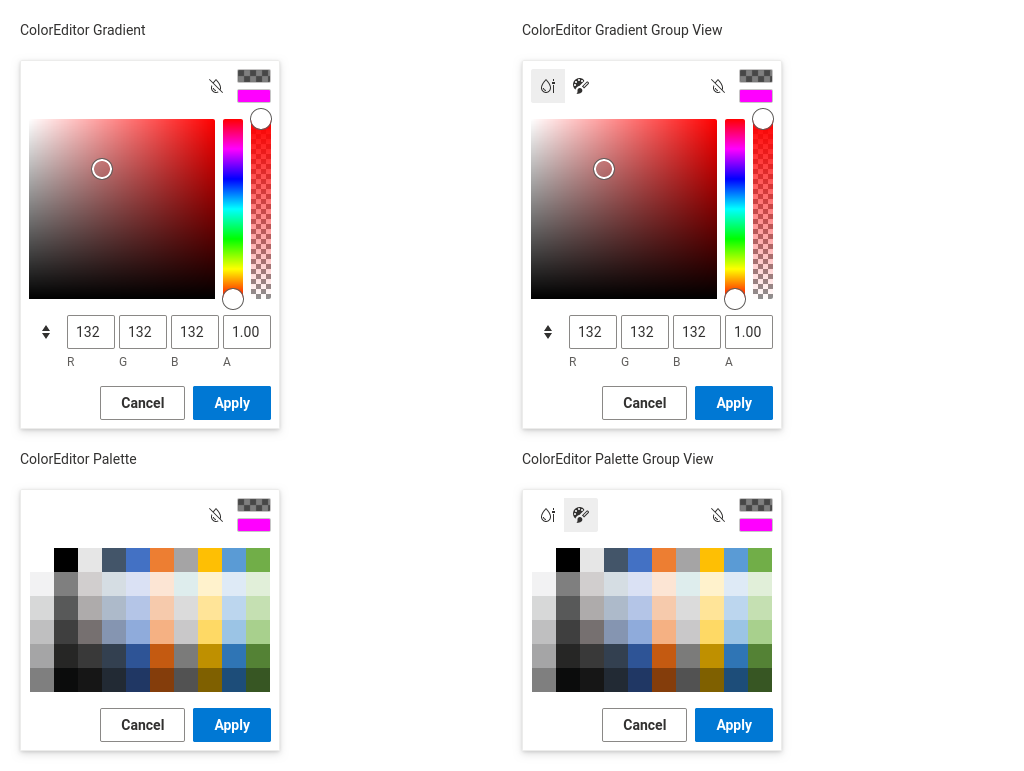 ColorEditor Gradient
132 132 132 1.00
R G B A
Cancel Apply
ColorEditor Gradient Group View
132 132 132 1.00
R G B A
Cancel Apply
ColorEditor Palette
Cancel Apply
ColorEditor Palette Group View
Cancel Apply